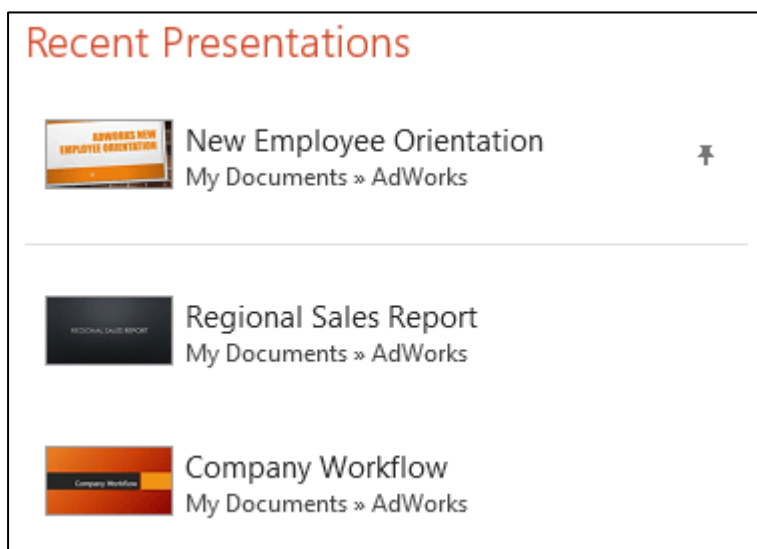 Recent Presentations
ADWORKS NEW
EMPLOYEE ORIENTATION
New Employee Orientation
My Documents » AdWorks
REGIONAL SALES REPORT
Regional Sales Report
My Documents » AdWorks
Company Workflow
Company Workflow
My Documents » AdWorks